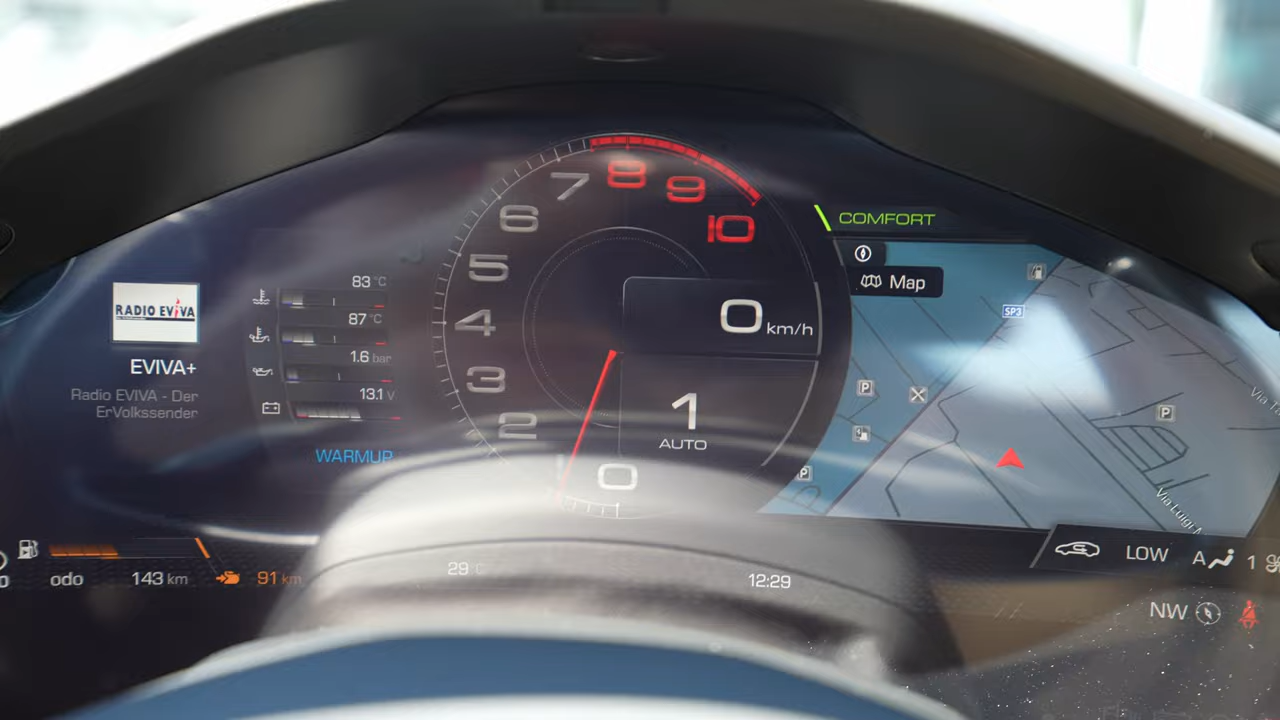 7
8
9
10
6
5
4
3
2
0
COMFORT
Map
0 km/h
1
AUTO
83 °C
87 °C
1.6 bar
13.1 V
WARMUP
RADIO EVIVA
EVIVA+
Radio EVIVA - Der
ErVolkssender
SP3
P
P
P
Via Luigi
odo 143 km 91 km
29 °C
12:29
LOW A 1
NW